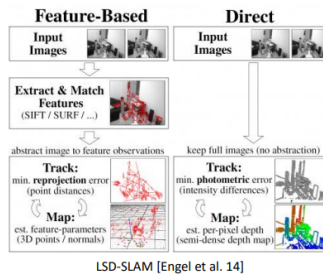 Feature-Based
Input
Images
Extract & Match
Features
(SIFT / SURF / ...)
abstract image to feature observations
Track:
min. reprojection error
(point distances)
Map:
est. feature-parameters
(3D points / normals)
Direct
Input
Images
keep full images (no abstraction)
Track:
min. photometric error
(intensity differences)
Map:
est. per-pixel depth
(semi-dense depth map)
LSD-SLAM [Engel et al. 14]